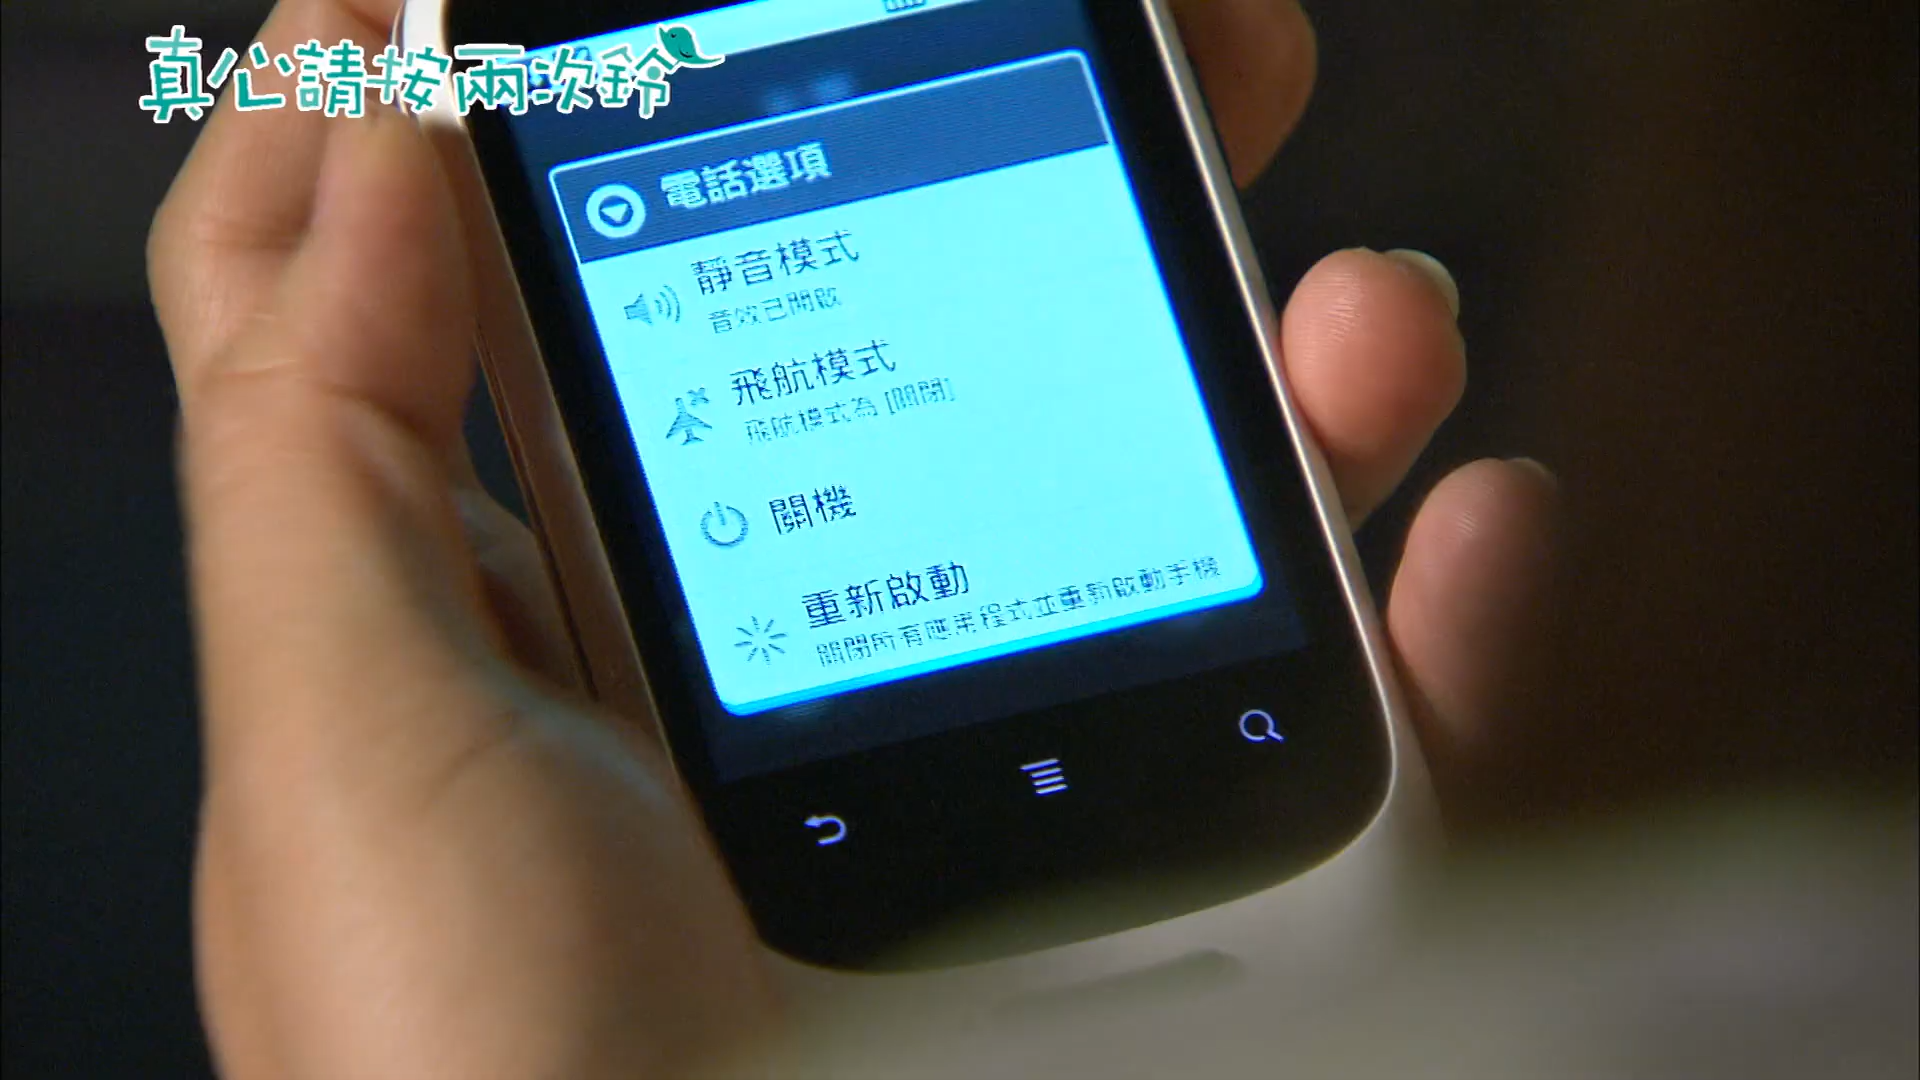 真心請按兩次鈴
電話選項
靜音模式
音效已開啟
飛航模式
飛航模式為 [關閉]
關機
重新啟動
關閉所有應用程式並重新啟動手機